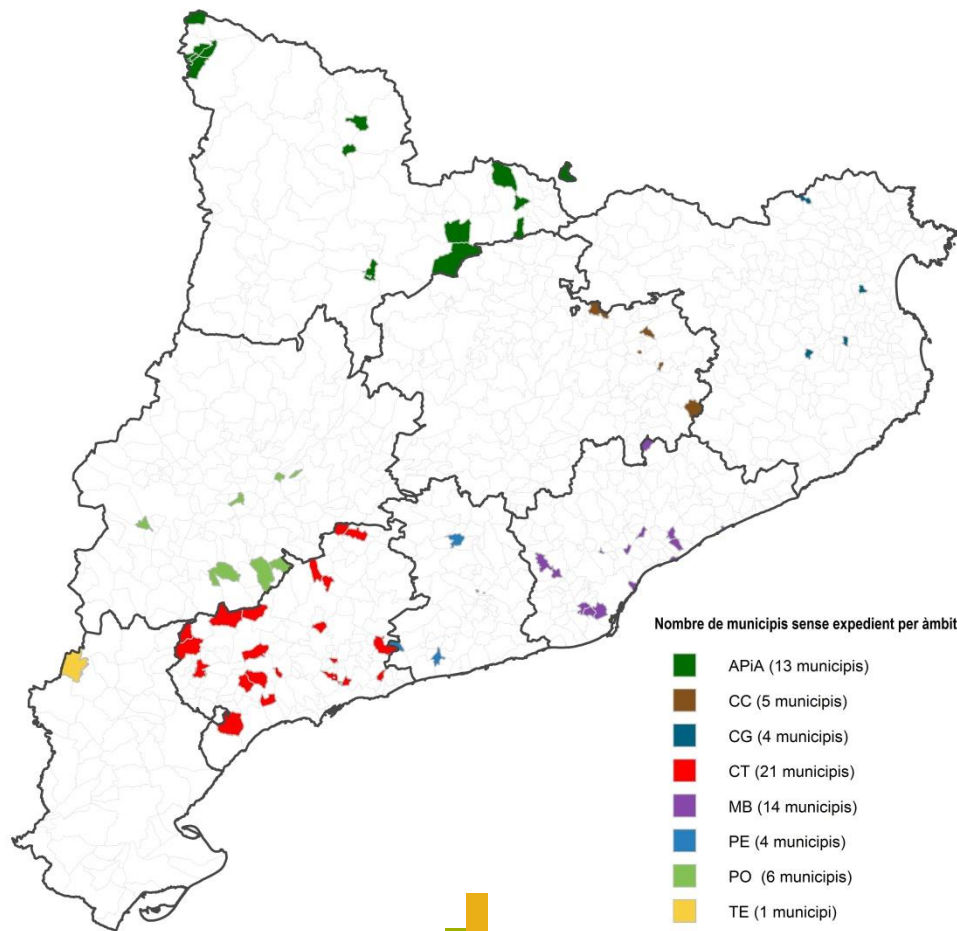 Nombre de municipis sense expedient per àmbit
APiA (13 municipis)
CC (5 municipis)
CG (4 municipis)
CT (21 municipis)
MB (14 municipis)
PE (4 municipis)
PO (6 municipis)
TE (1 municipi)